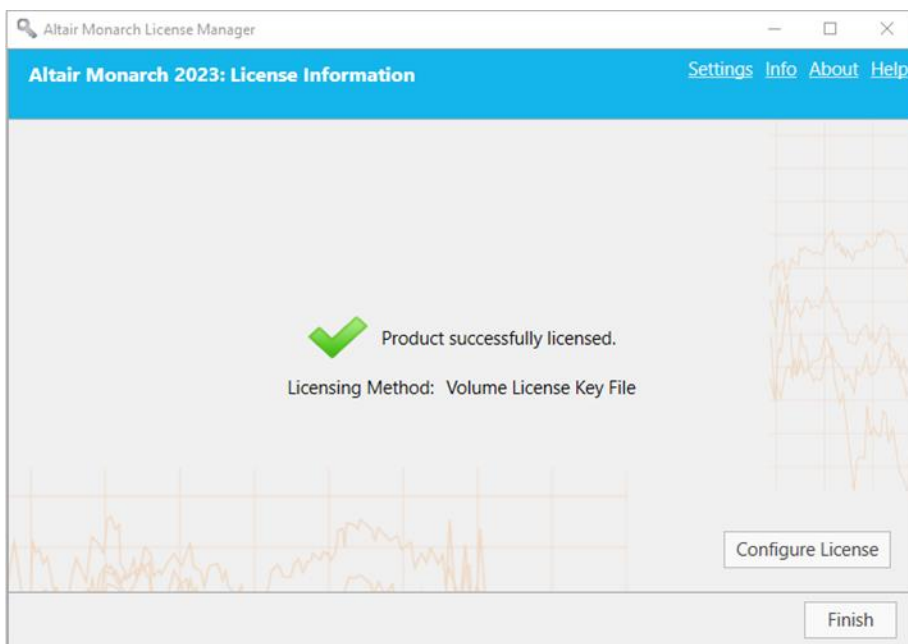 Altair Monarch License Manager
Altair Monarch 2023: License Information
Settings Info About Help
Product successfully licensed.
Licensing Method: Volume License Key File
Configure License
Finish